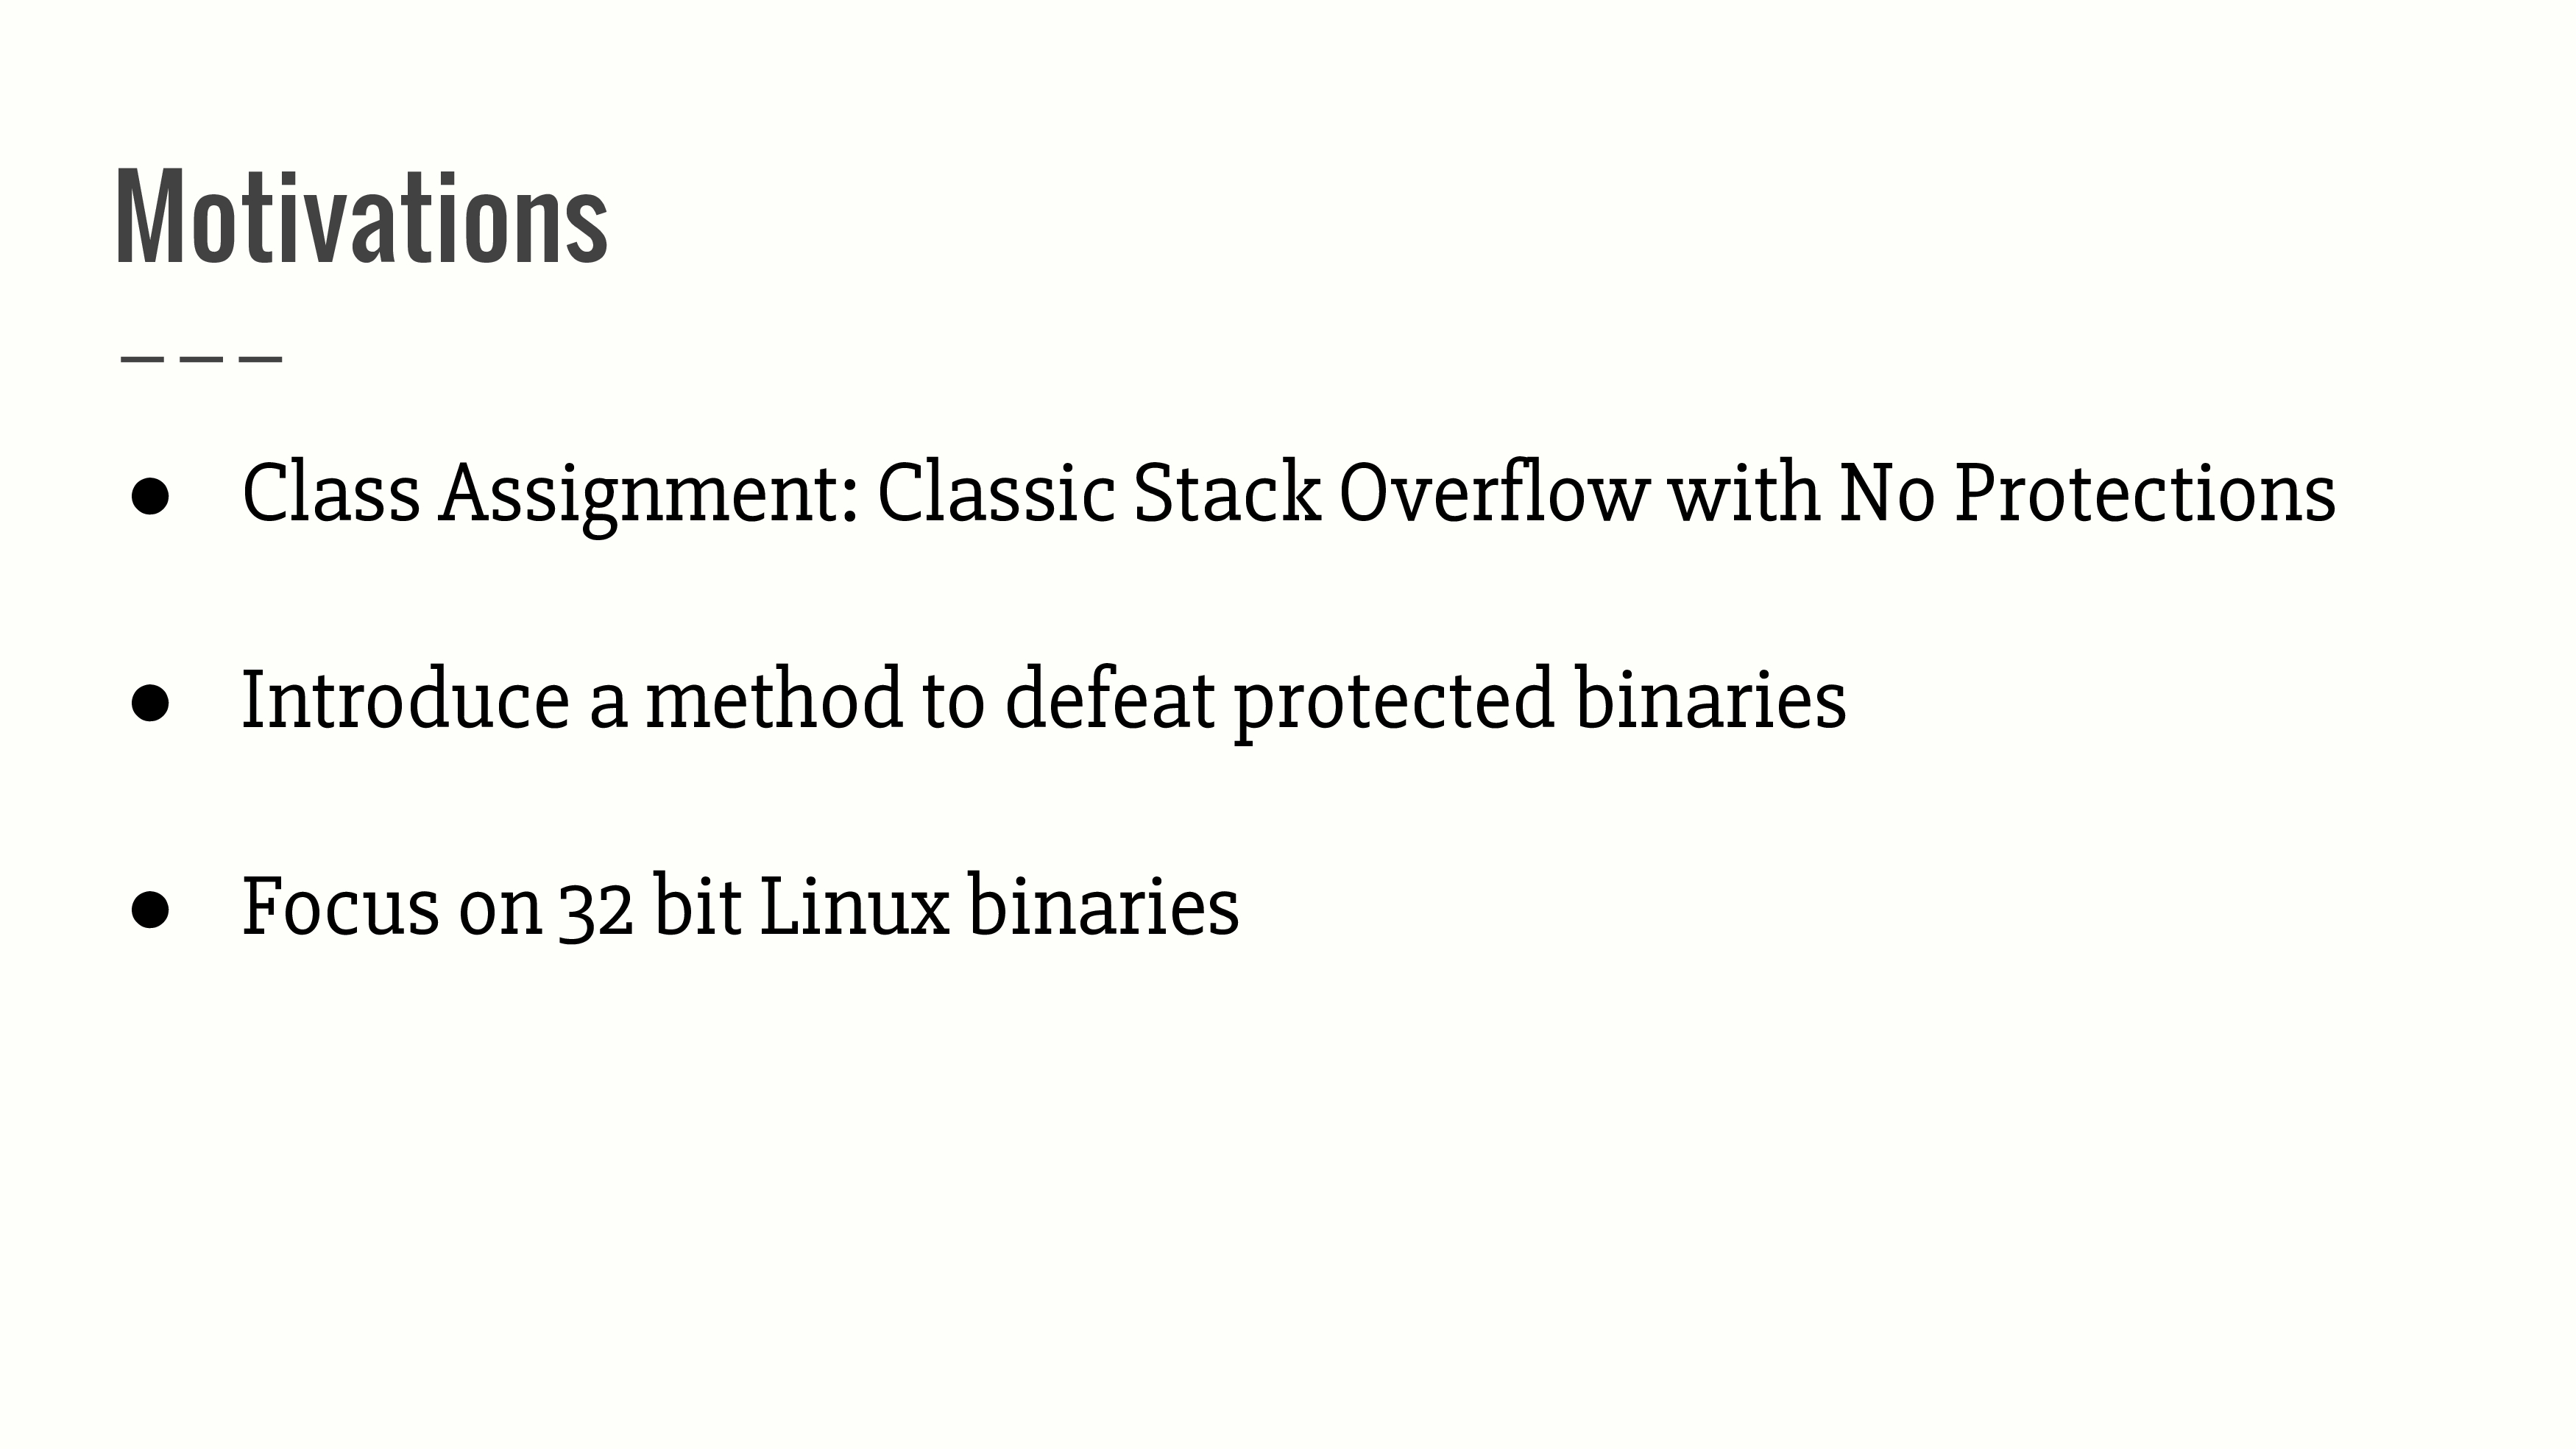 Motivations
● Class Assignment: Classic Stack Overflow with No Protections
● Introduce a method to defeat protected binaries
● Focus on 32 bit Linux binaries